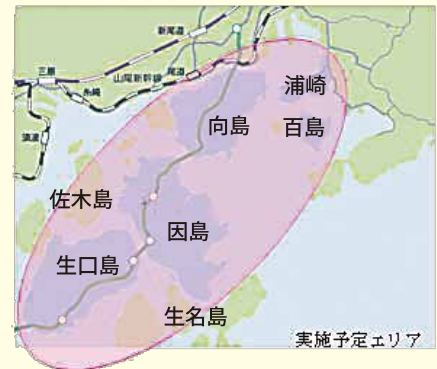 新尾道
三原
山陽新幹線
尾道
糸崎
須波
浦崎
向島
百島
佐木島
因島
生口島
生名島
実施予定エリア